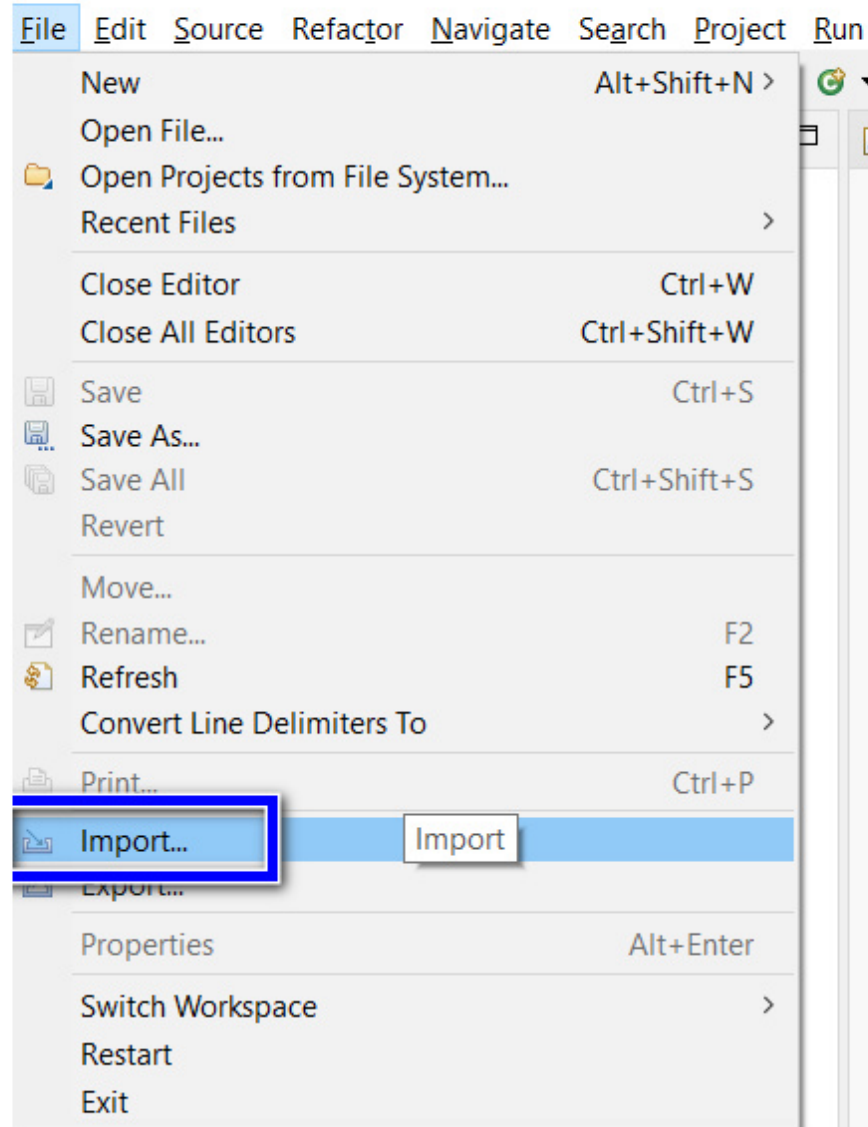 File Edit Source Refactor Navigate Search Project Run
New Alt+Shift+N >
Open File...
Open Projects from File System...
Recent Files >
Close Editor Ctrl+W
Close All Editors Ctrl+Shift+W
Save Ctrl+S
Save As...
Save All Ctrl+Shift+S
Revert
Move...
Rename... F2
Refresh F5
Convert Line Delimiters To >
Print... Ctrl+P
Import... Import
Export...
Properties Alt+Enter
Switch Workspace >
Restart
Exit